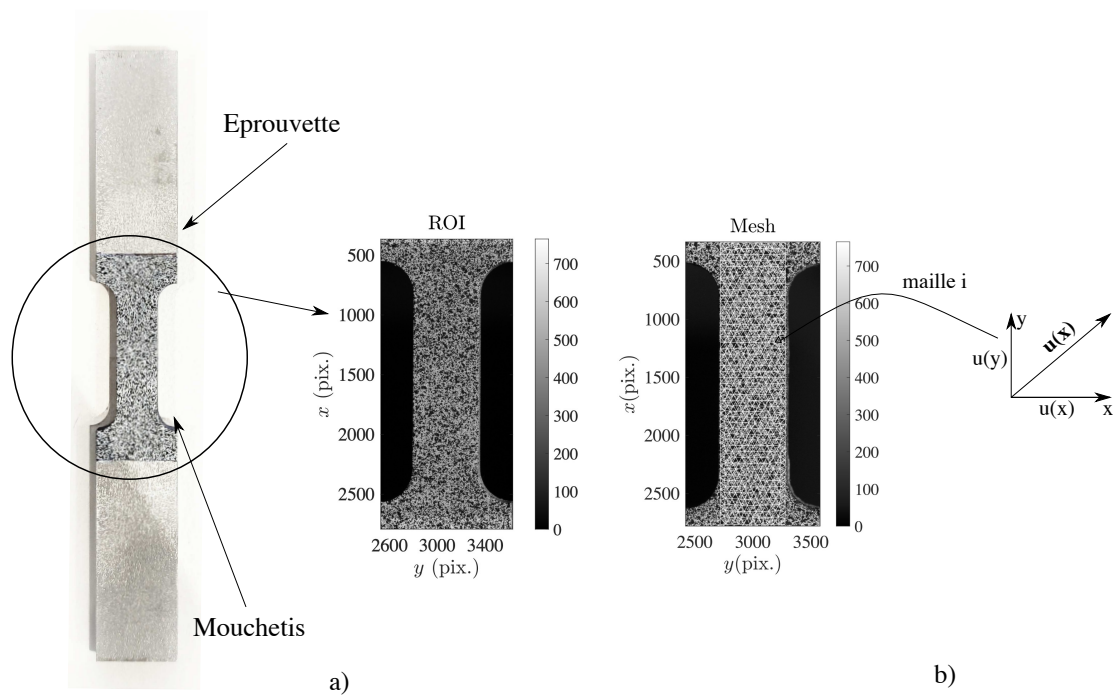 Eprouvette
ROI
500
1000
1500
2000
2500
x (pix.)
2600 3000 3400
y (pix.)
700
600
500
400
300
200
100
0
Mesh
500
1000
1500
2000
2500
x(pix.)
2500 3000 3500
y(pix.)
700
600
500
400
300
200
100
0
maille i
y
u(x)
u(y)
u(x)
x
Mouchetis
a)
b)